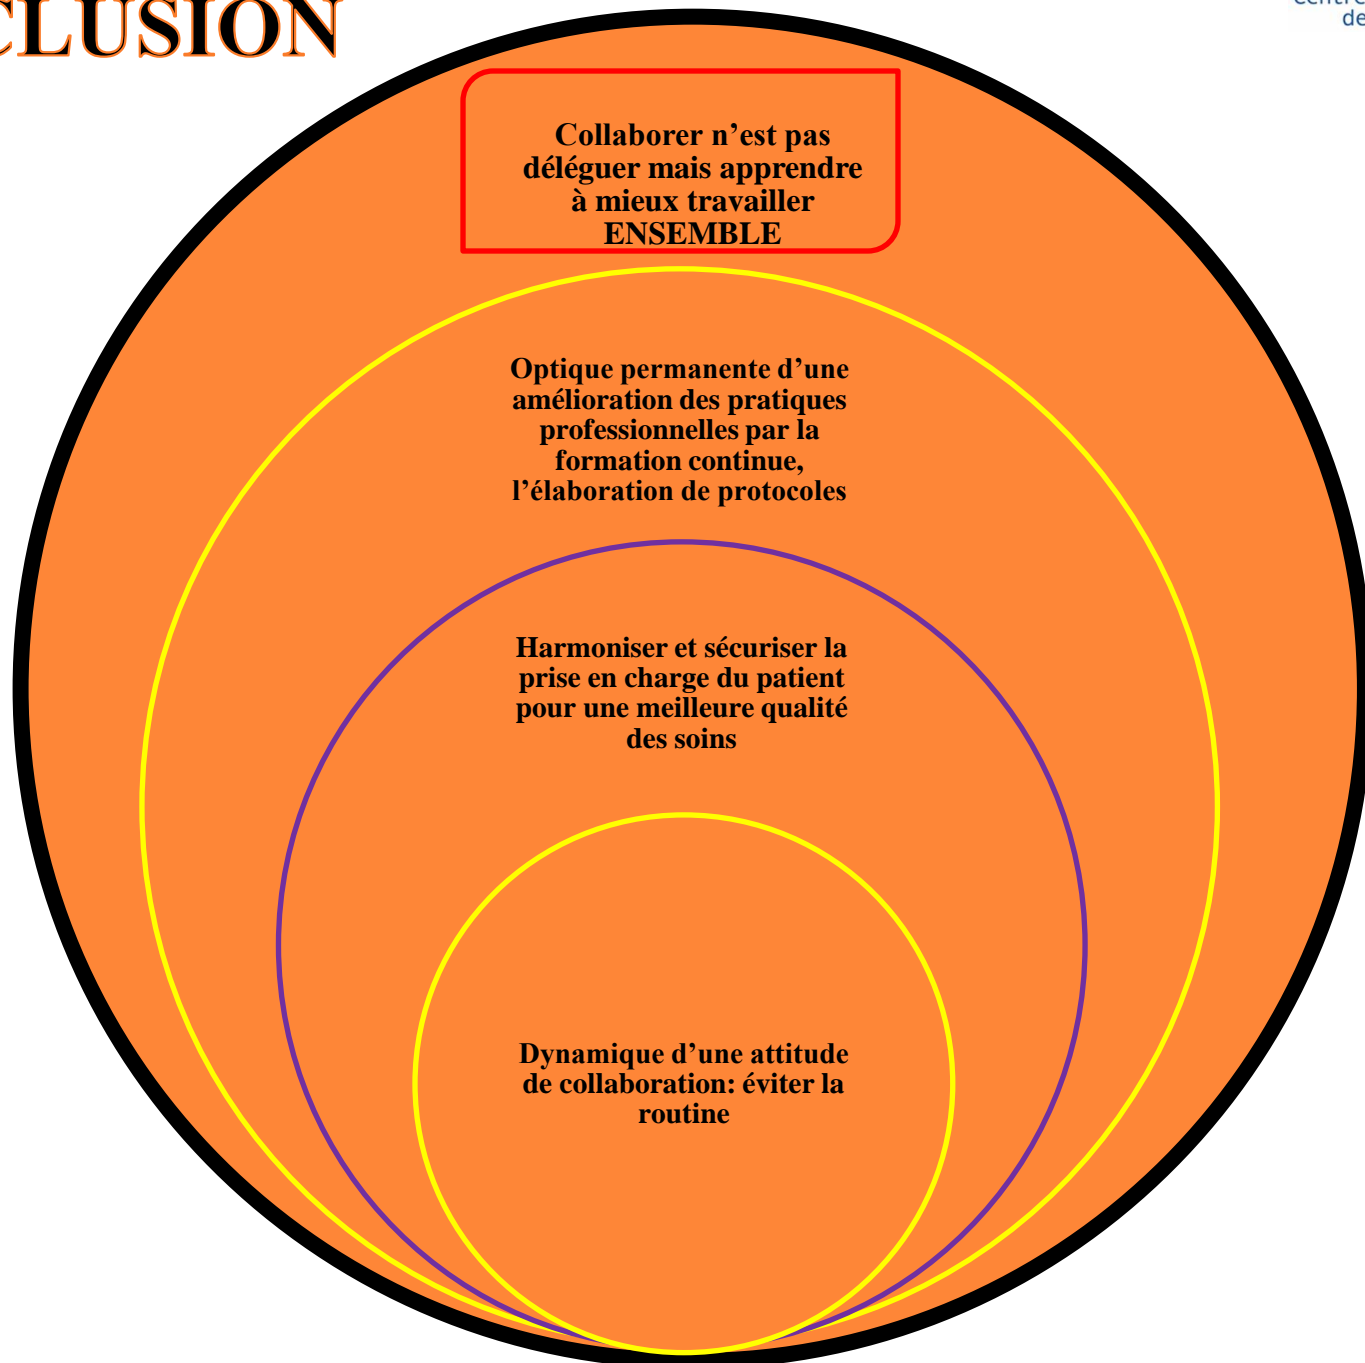 CLUSION
Centre
de
Collaborer n’est pas
déléguer mais apprendre
à mieux travailler
ENSEMBLE
Optique permanente d’une
amélioration des pratiques
professionnelles par la
formation continue,
l’élaboration de protocoles
Harmoniser et sécuriser la
prise en charge du patient
pour une meilleure qualité
des soins
Dynamique d’une attitude
de collaboration: éviter la
routine